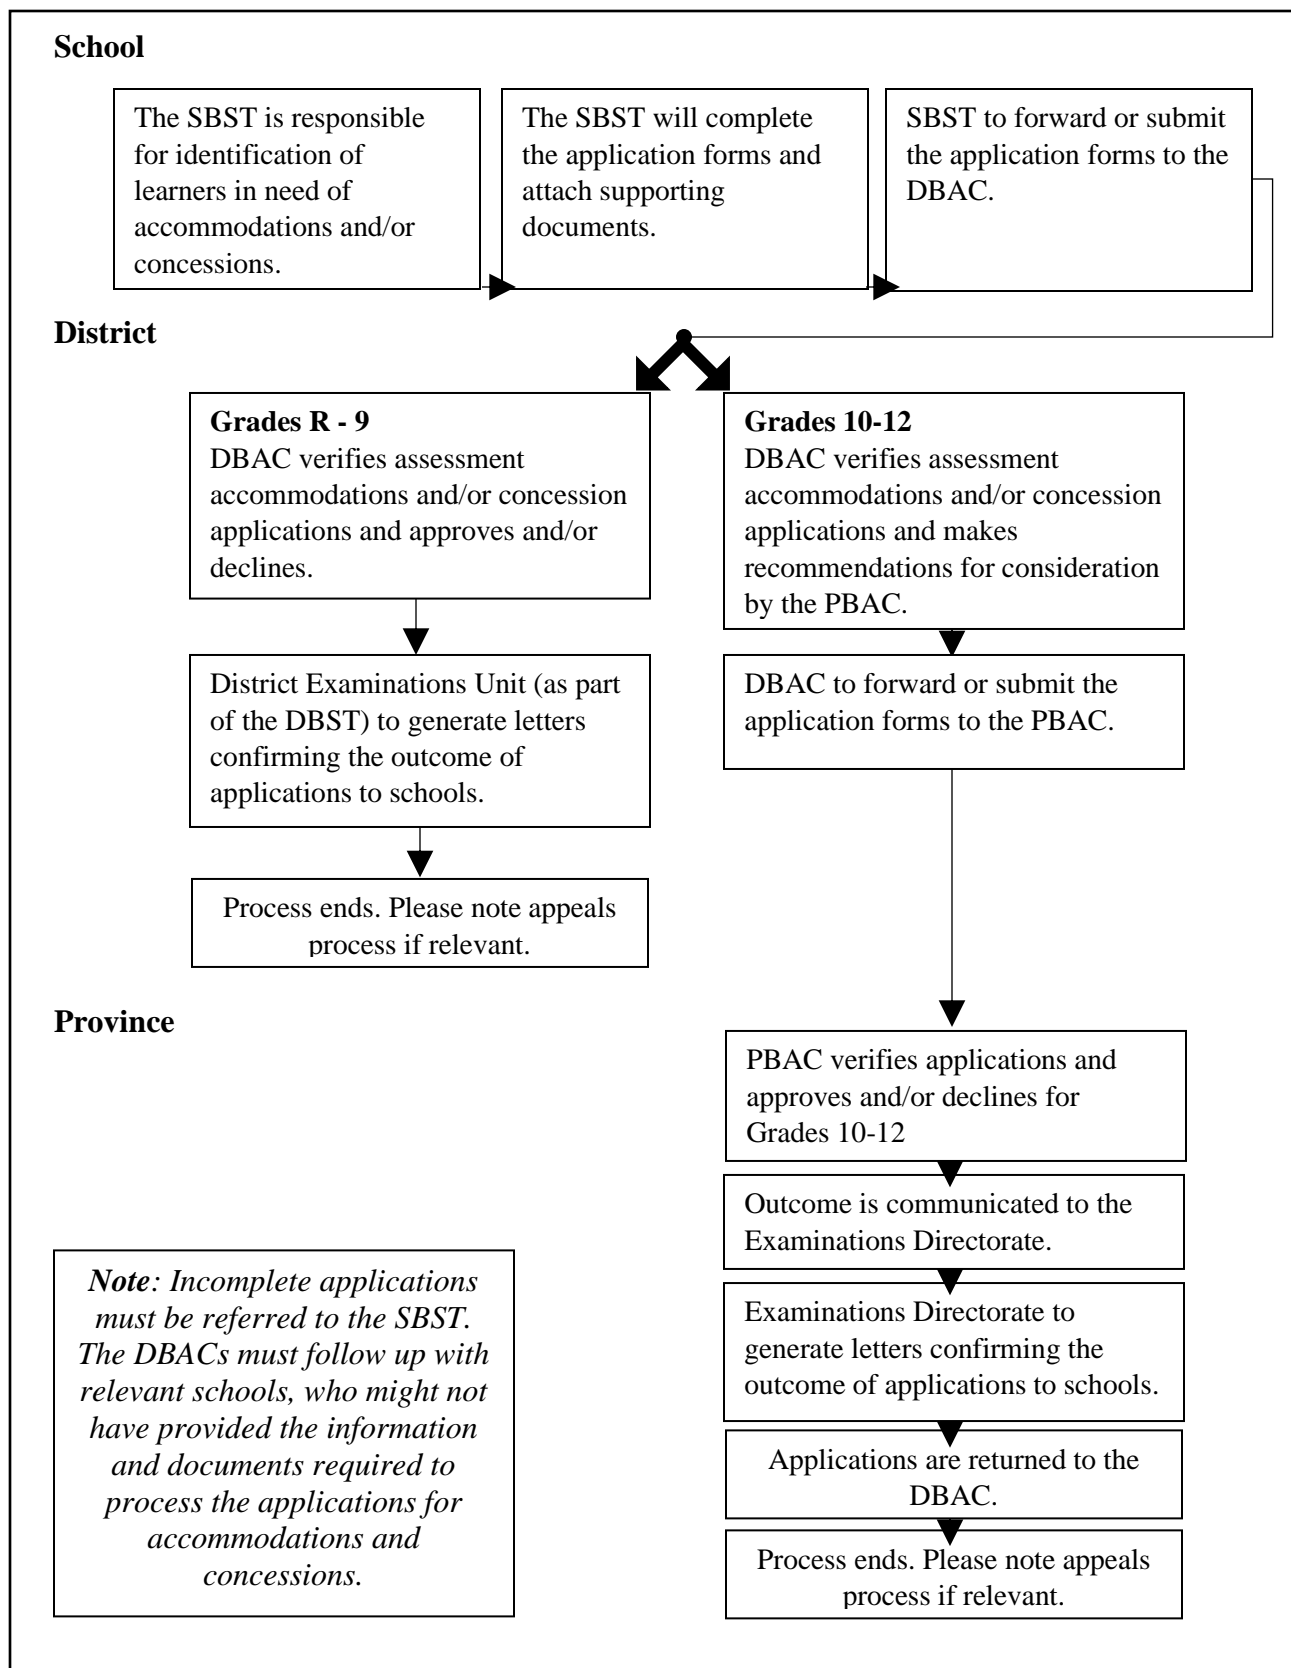 School
The SBST is responsible
for identification of
learners in need of
accommodations and/or
concessions.
The SBST will complete
the application forms and
attach supporting
documents.
SBST to forward or submit
the application forms to the
DBAC.
District
Grades R - 9
DBAC verifies assessment
accommodations and/or concession
applications and approves and/or
declines.
Grades 10-12
DBAC verifies assessment
accommodations and/or concession
applications and makes
recommendations for consideration
by the PBAC.
District Examinations Unit (as part
of the DBST) to generate letters
confirming the outcome of
applications to schools.
DBAC to forward or submit the
application forms to the PBAC.
Process ends. Please note appeals
process if relevant.
Province
PBAC verifies applications and
approves and/or declines for
Grades 10-12
Outcome is communicated to the
Examinations Directorate.
Examinations Directorate to
generate letters confirming the
outcome of applications to schools.
Applications are returned to the
DBAC.
Process ends. Please note appeals
process if relevant.
Note: Incomplete applications
must be referred to the SBST.
The DBACs must follow up with
relevant schools, who might not
have provided the information
and documents required to
process the applications for
accommodations and
concessions.